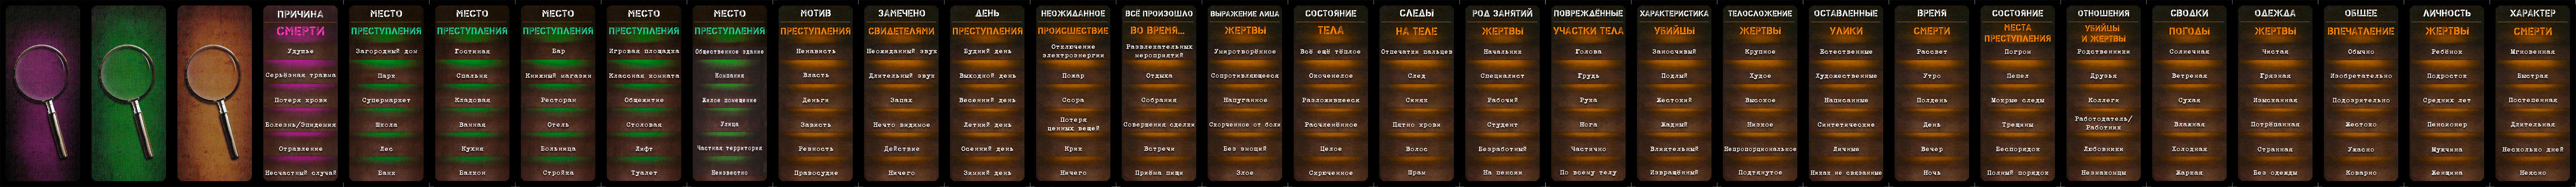 ПРИЧИНА
СМЕРТИ
Удушье
Серьёзная травма
Потеря крови
Болезнь/Эпидемия
Отравление
Несчастный случай
МЕСТО
ПРЕСТУПЛЕНИЯ
Загородный дом
Парк
Супермаркет
Школа
Лес
Банк
МЕСТО
ПРЕСТУПЛЕНИЯ
Гостиная
Спальня
Кладовая
Ванная
Кухня
Балкон
МЕСТО
ПРЕСТУПЛЕНИЯ
Бар
Книжный магазин
Ресторан
Отель
Больница
Стройка
МЕСТО
ПРЕСТУПЛЕНИЯ
Игровая площадка
Классная комната
Общежитие
Столовая
Лифт
Туалет
МЕСТО
ПРЕСТУПЛЕНИЯ
Общественное здание
Компания
Жилое помещение
Улица
Частная территория
Неизвестно
МОТИВ
ПРЕСТУПЛЕНИЯ
Ненависть
Власть
Деньги
Зависть
Ревность
Правосудие
ЗАМЕЧЕНО
СВИДЕТЕЛЯМИ
Неожиданный звук
Длительный звук
Запах
Нечто видимое
Действие
Ничего
ДЕНЬ
ПРЕСТУПЛЕНИЯ
Будний день
Выходной день
Весенний день
Летний день
Осенний день
Зимний день
НЕОЖИДАННОЕ
ПРОИСШЕСТВИЕ
Отключение
электроэнергии
Пожар
Ссора
Потеря
ценных вещей
Крик
Ничего
ВСЁ ПРОИЗОШЛО
ВО ВРЕМЯ...
Развлекательных
мероприятий
Отдыха
Собрания
Совершения сделки
Встречи
Приёма пищи
ВЫРАЖЕНИЕ ЛИЦА
ЖЕРТВЫ
Умиротворённое
Сопротивляющееся
Напуганное
Скорченное от боли
Без эмоций
Злое
СОСТОЯНИЕ
ТЕЛА
Всё ещё тёплое
Окоченелое
Разложившееся
Расчленённое
Целое
Скрюченное
СЛЕДЫ
НА ТЕЛЕ
Отпечатки пальцев
След
Синяк
Пятно крови
Волос
Шрам
РОД ЗАНЯТИЙ
ЖЕРТВЫ
Начальник
Специалист
Рабочий
Студент
Безработный
На пенсии
ПОВРЕЖДЁННЫЕ
УЧАСТКИ ТЕЛА
Голова
Грудь
Рука
Нога
Частично
По всему телу
ХАРАКТЕРИСТИКА
УБИЙЦЫ
Заносчивый
Подлый
Жестокий
Жадный
Влиятельный
Извращённый
ТЕЛОСЛОЖЕНИЕ
ЖЕРТВЫ
Крупное
Худое
Высокое
Низкое
Непропорциональное
Подтянутое
ОСТАВЛЕННЫЕ
УЛИКИ
Естественные
Художественные
Написанные
Синтетические
Личные
Никак не связанные
ВРЕМЯ
СМЕРТИ
Рассвет
Утро
Полдень
День
Вечер
Ночь
СОСТОЯНИЕ
МЕСТА
ПРЕСТУПЛЕНИЯ
Погром
Пепел
Мокрые следы
Трещины
Беспорядок
Полный порядок
ОТНОШЕНИЯ
УБИЙЦЫ
И ЖЕРТВЫ
Родственники
Друзья
Коллеги
Работодатель/
Работник
Любовники
Незнакомцы
СВОДКИ
ПОГОДЫ
Солнечная
Ветреная
Сухая
Влажная
Холодная
Жаркая
ОДЕЖДА
ЖЕРТВЫ
Чистая
Грязная
Изысканная
Потрёпанная
Странная
Без одежды
ОБЩЕЕ
ВПЕЧАТЛЕНИЕ
Обычно
Изобретательно
Подозрительно
Жестоко
Ужасно
Коварно
ЛИЧНОСТЬ
ЖЕРТВЫ
Ребёнок
Подросток
Средних лет
Пенсионер
Мужчина
Женщина
ХАРАКТЕР
СМЕРТИ
Мгновенная
Быстрая
Постепенная
Длительная
Несколько дней
Неясно